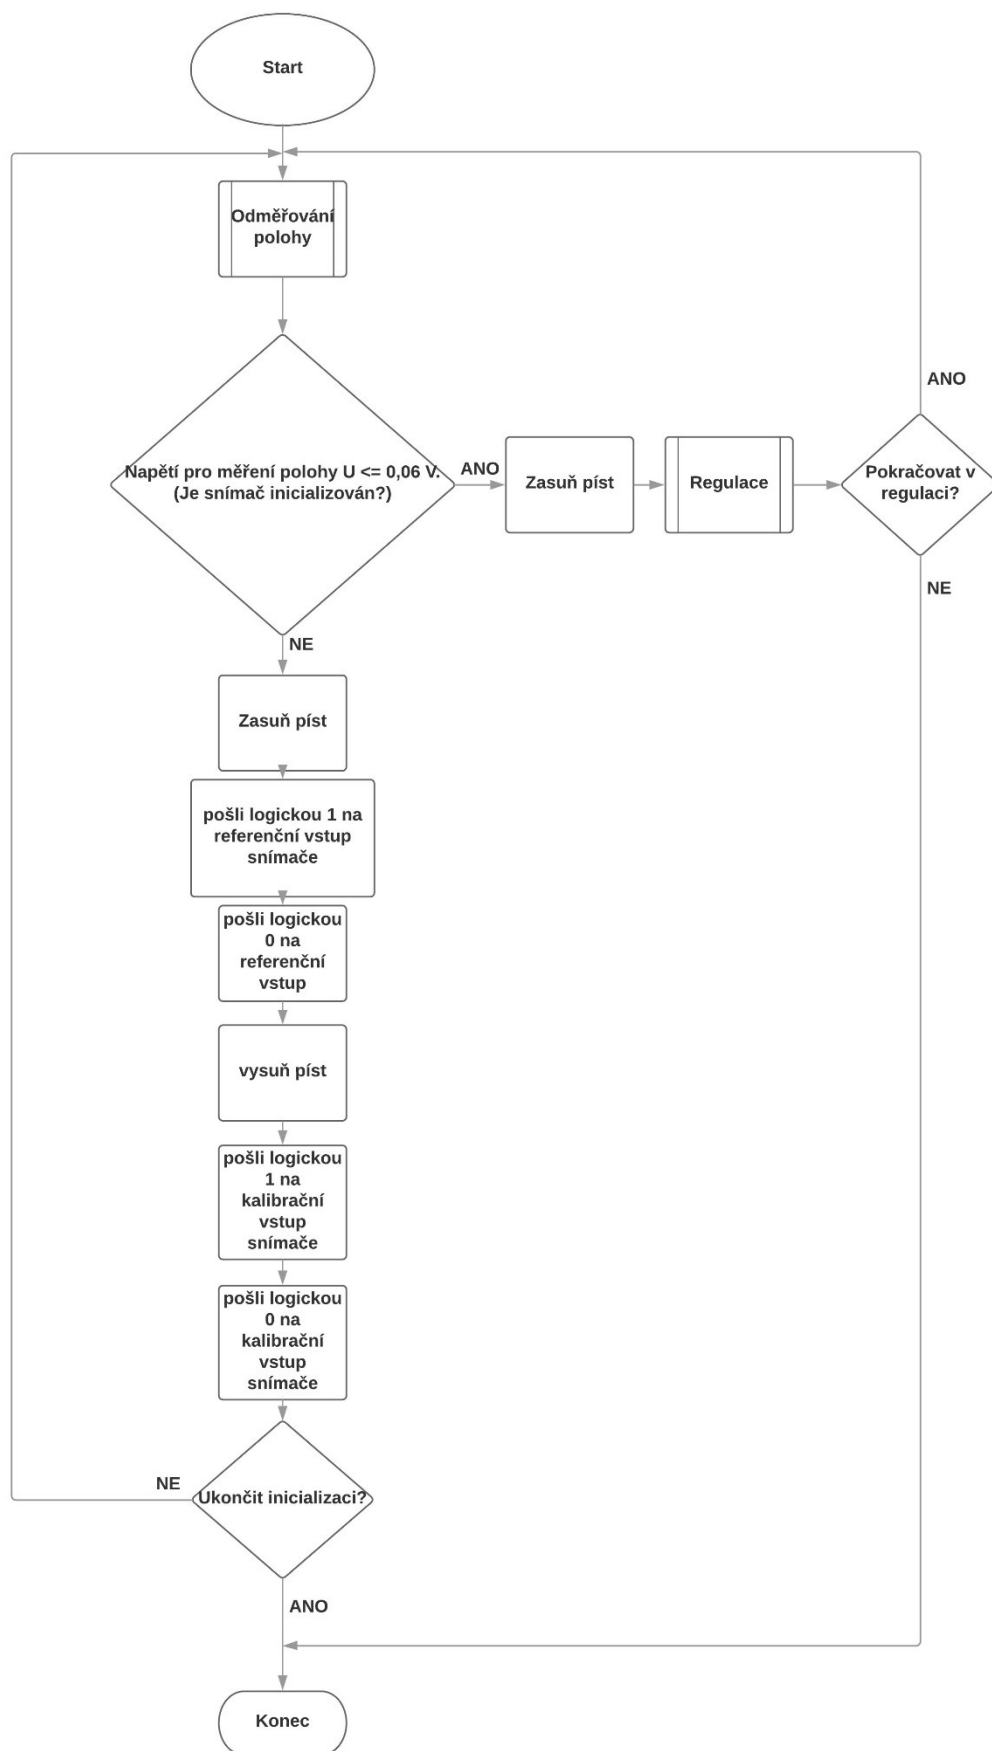 Start
Odměřování
polohy
Napětí pro měření polohy U <= 0,06 V.
(Je snímač inicializován?)
ANO
Zasuň píst
Regulace
Pokračovat v
regulaci?
ANO
NE
NE
Zasuň píst
pošli logickou 1 na
referenční vstup
snímače
pošli logickou
0 na
referenční
vstup
vysuň píst
pošli logickou
1 na
kalibrační
vstup
snímače
pošli logickou
0 na
kalibrační
vstup
snímače
NE
Ukončit inicializaci?
ANO
Konec